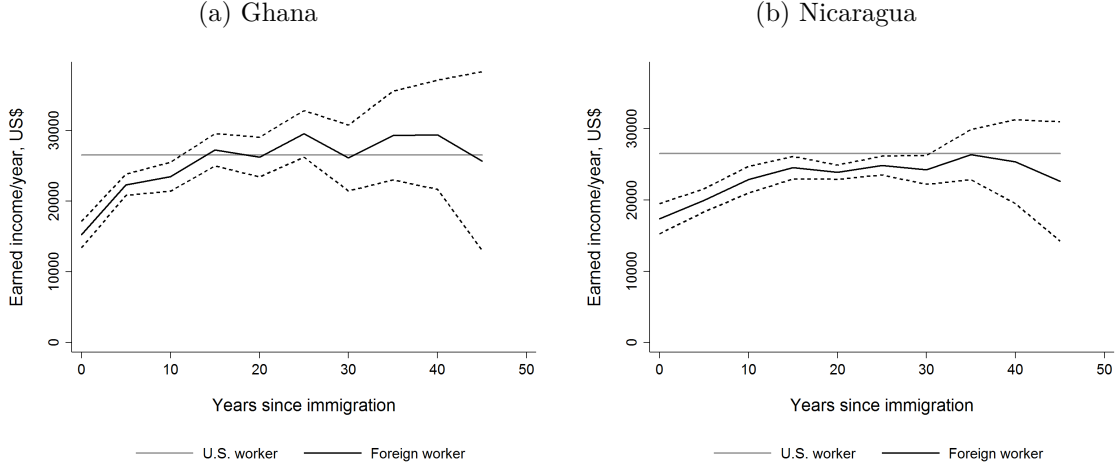 (a) Ghana
Earned income/year, US$
30000
20000
10000
0
0 10 20 30 40 50
Years since immigration
U.S. worker Foreign worker
(b) Nicaragua
Earned income/year, US$
30000
20000
10000
0
0 10 20 30 40 50
Years since immigration
U.S. worker Foreign worker